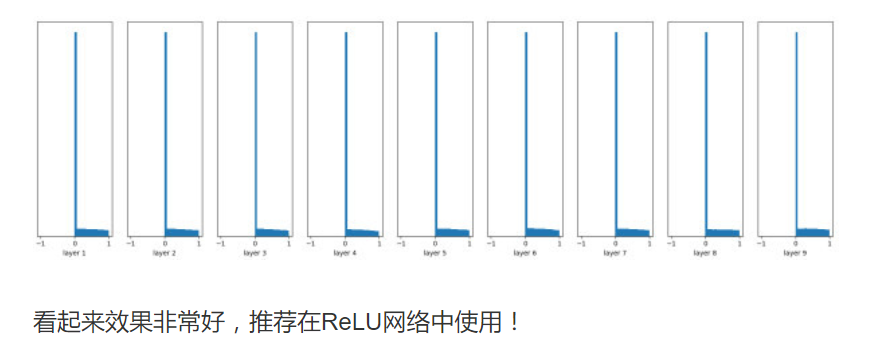 -1 0 1 -1 0 1 -1 0 1 -1 0 1 -1 0 1 -1 0 1 -1 0 1 -1 0 1 -1 0 1
layer 1 layer 2 layer 3 layer 4 layer 5 layer 6 layer 7 layer 8 layer 9
看起来效果非常好，推荐在ReLU网络中使用！